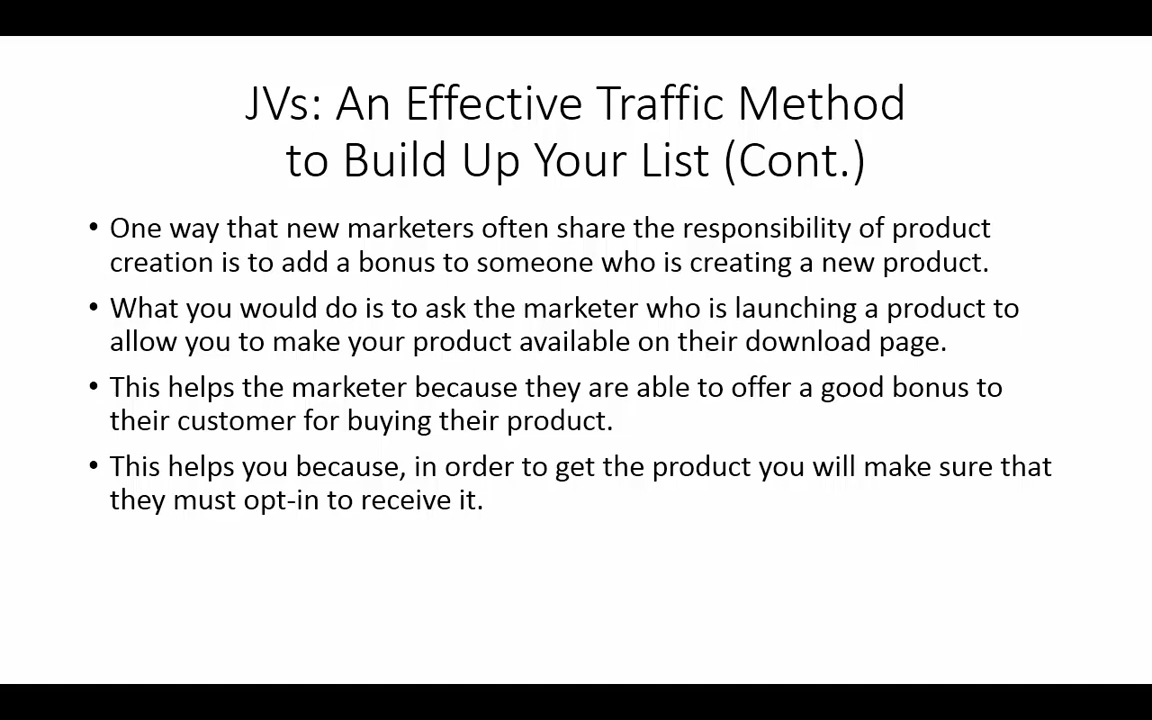 JVs: An Effective Traffic Method
to Build Up Your List (Cont.)
• One way that new marketers often share the responsibility of product
creation is to add a bonus to someone who is creating a new product.
• What you would do is to ask the marketer who is launching a product to
allow you to make your product available on their download page.
• This helps the marketer because they are able to offer a good bonus to
their customer for buying their product.
• This helps you because, in order to get the product you will make sure that
they must opt-in to receive it.